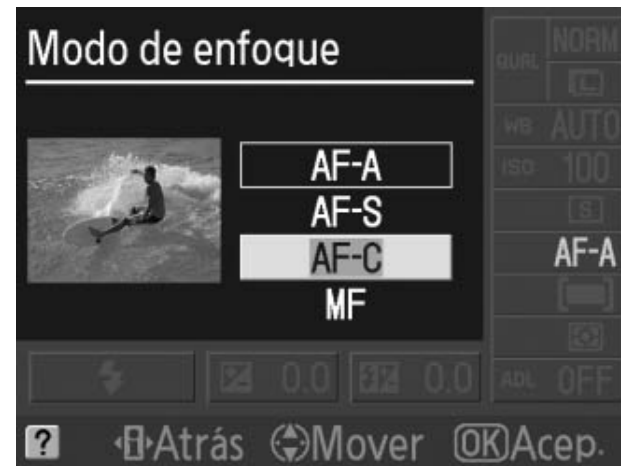 Modo de enfoque
AF-A
AF-S
AF-C
MF
QUAL NORM
L
WB AUTO
ISO 100
S
AF-A
ADL OFF
0.0 0.0
? Atrás Mover OK Acep.